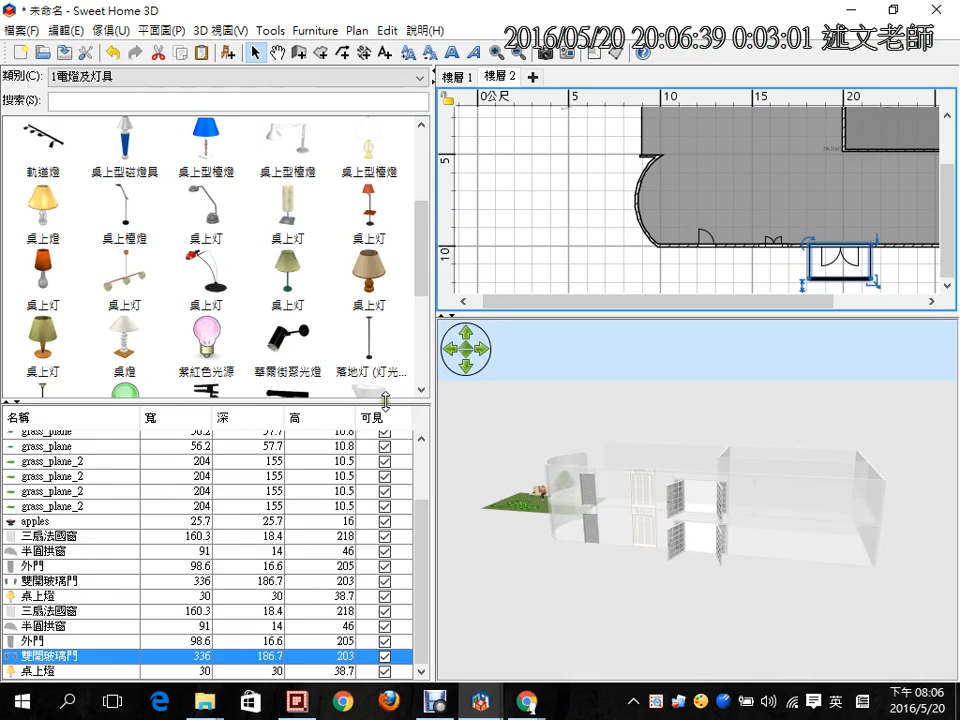 * 未命名 - Sweet Home 3D
檔案(F) 編輯(E) 傢俱(U) 平面圖(P) 3D 視圖(V) Tools Furniture Plan Edit 說明(H)
2016/05/20 20:06:39 0:03:01 述文老師
類別(C): 1電燈及灯具
搜索(S):
軌道燈 桌上型磁燈具 桌上型檯燈 桌上型檯燈 桌上型檯燈
桌上燈 桌上檯燈 桌上灯 桌上灯 桌上灯
桌上灯 桌上灯 桌上灯 桌上灯 桌上灯
桌上灯 桌燈 紫紅色光源 華爾街聚光燈 落地灯 (灯光...
樓層 1 樓層 2
0公尺 5 10 15 20
5
10
名稱 寬 深 高 可見
grass_plane 56.2 57.7 10.8
grass_plane 56.2 57.7 10.8
grass_plane_2 204 155 10.5
grass_plane_2 204 155 10.5
grass_plane_2 204 155 10.5
grass_plane_2 204 155 10.5
apples 25.7 25.7 16
三扇法國窗 160.3 18.4 218
半圓拱窗 91 14 46
外門 98.6 16.6 205
雙開玻璃門 336 186.7 203
桌上燈 30 30 38.7
三扇法國窗 160.3 18.4 218
半圓拱窗 91 14 46
外門 98.6 16.6 205
雙開玻璃門 336 186.7 203
桌上燈 30 30 38.7
英
下午 08:06
2016/5/20